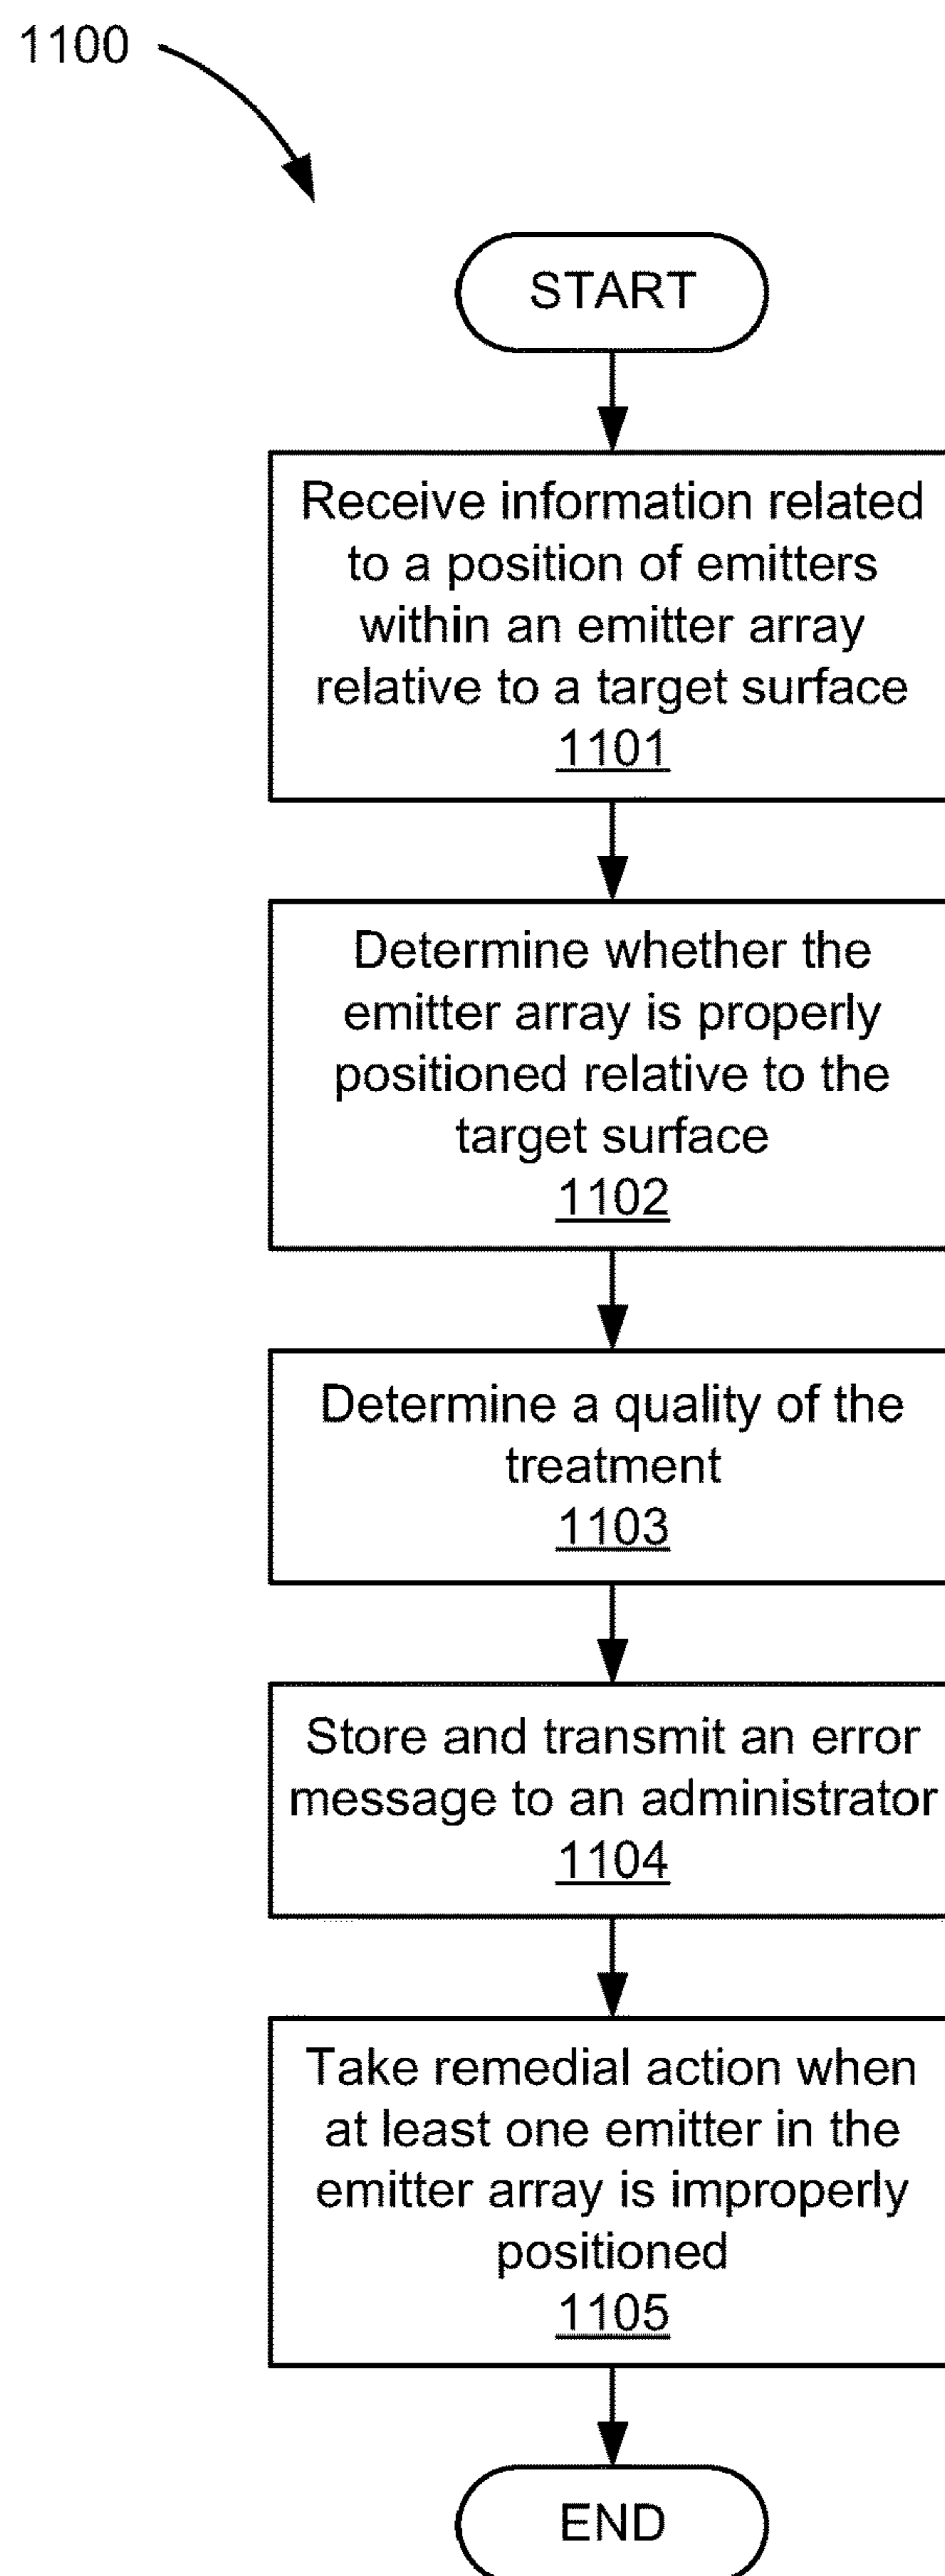 1100
START
Receive information related
to a position of emitters
within an emitter array
relative to a target surface
1101
Determine whether the
emitter array is properly
positioned relative to the
target surface
1102
Determine a quality of the
treatment
1103
Store and transmit an error
message to an administrator
1104
Take remedial action when
at least one emitter in the
emitter array is improperly
positioned
1105
END